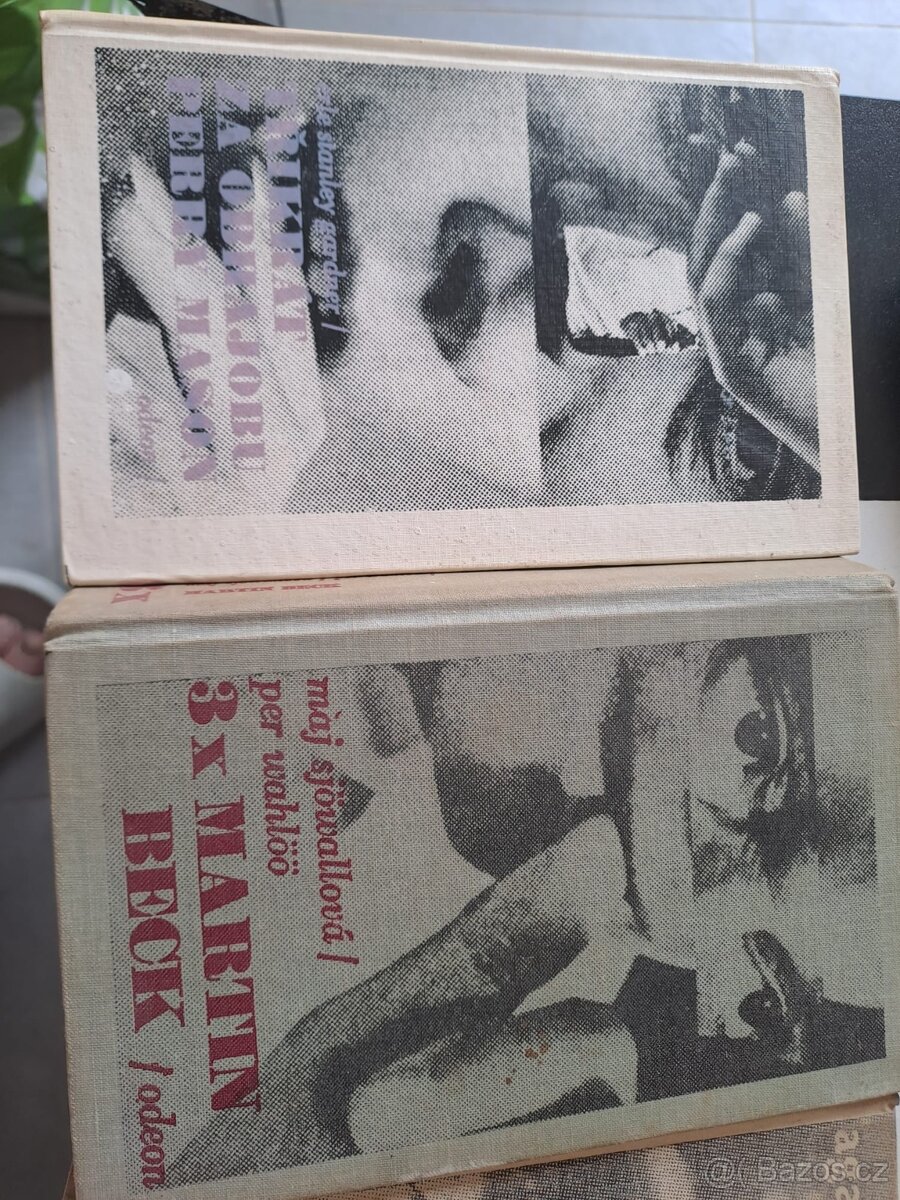 erle stanley gardner /
TŘIKRÁT
ZA OBHAJOBU
PERRY MASON
odeon
MARTIN BECK
maj sjöwallová /
per wahlöö
3 x MARTIN
BECK / odeon
@( Bazos.cz